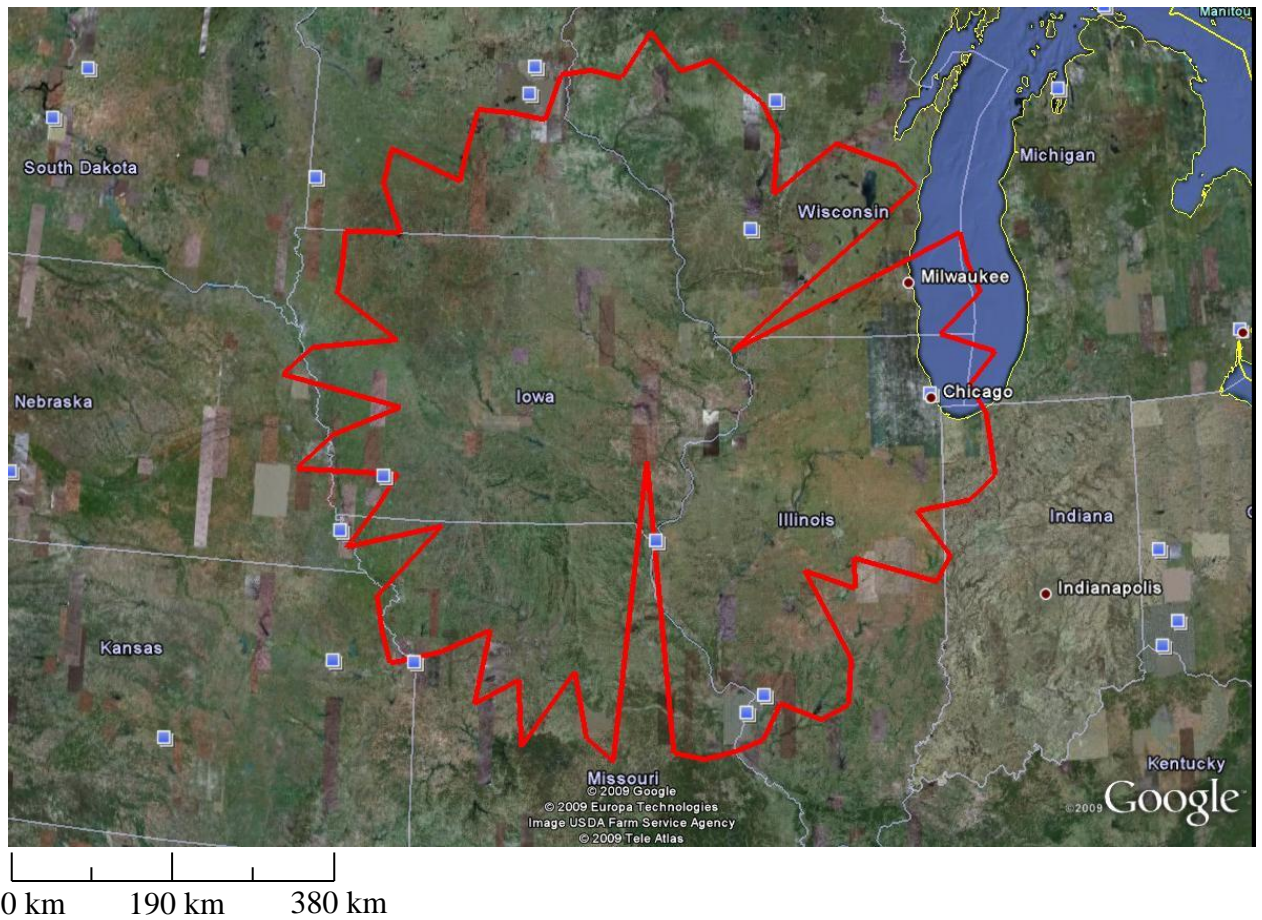 Manitou
South Dakota
Michigan
Wisconsin
Milwaukee
Nebraska
Iowa
Chicago
Illinois
Indiana
Indianapolis
Kansas
Missouri
Kentucky
© 2009 Google
© 2009 Europa Technologies
Image USDA Farm Service Agency
© 2009 Tele Atlas
©2009 Google
0 km 190 km 380 km